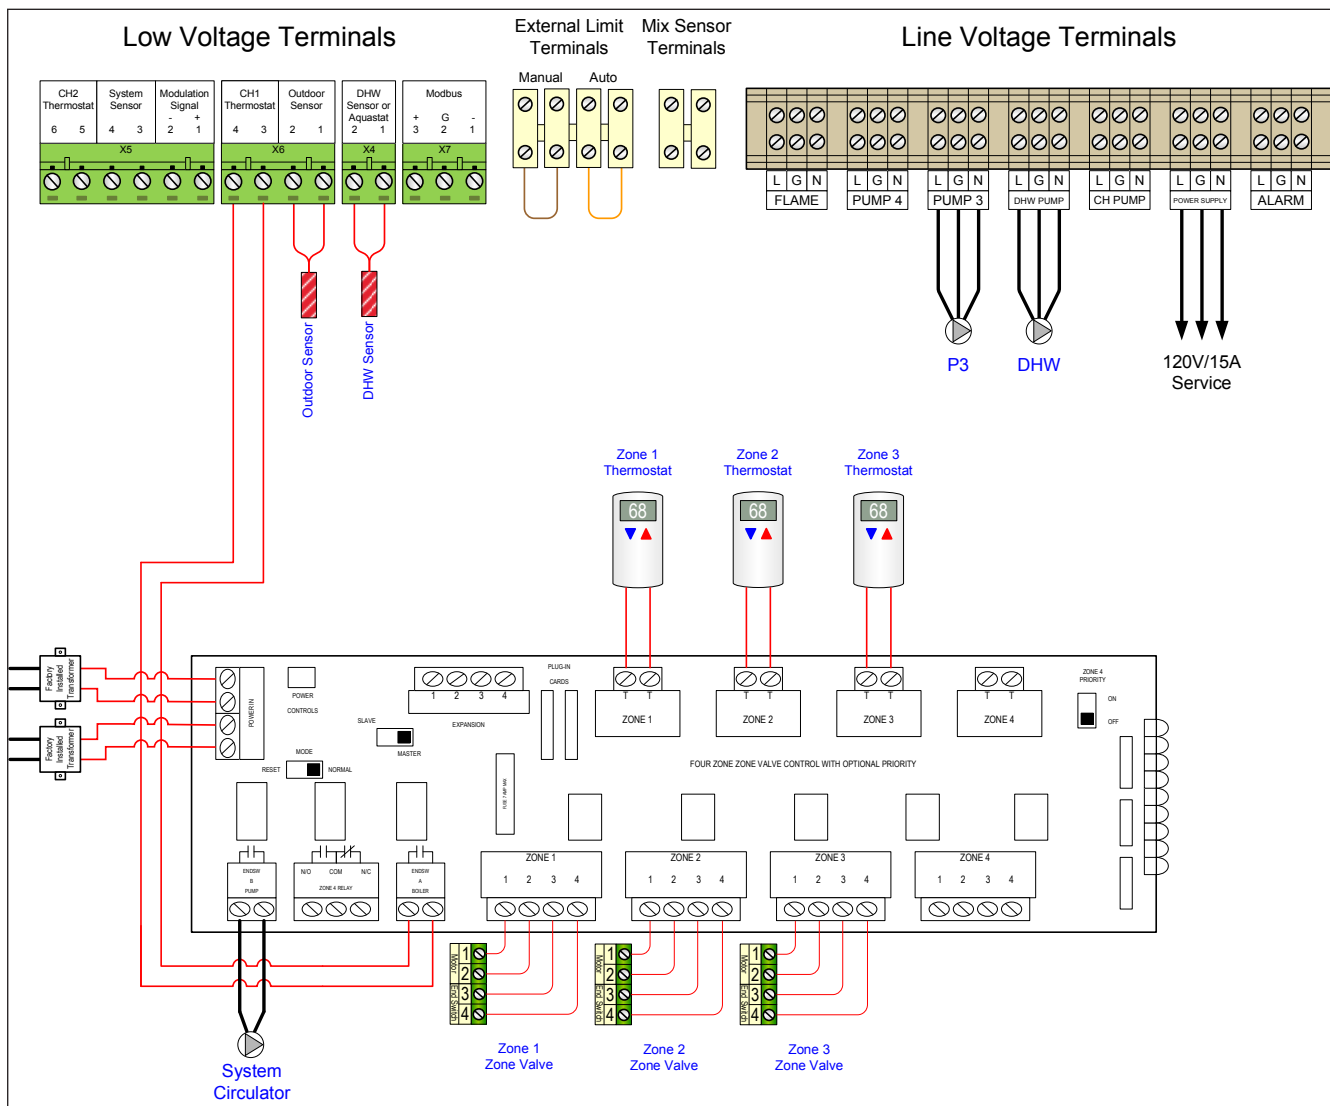 Low Voltage Terminals
External Limit
Terminals
Mix Sensor
Terminals
Line Voltage Terminals
Manual Auto
CH2
Thermostat
6 5
System
Sensor
4 3
Modulation
Signal
- +
2 1
X5
CH1
Thermostat
4 3
Outdoor
Sensor
2 1
X6
DHW
Sensor or
Aquastat
2 1
X4
Modbus
+ G -
3 2 1
X7
L G N
FLAME
L G N
PUMP 4
L G N
PUMP 3
L G N
DHW PUMP
L G N
CH PUMP
L G N
POWER SUPPLY
L G N
ALARM
Outdoor Sensor
DHW Sensor
P3
DHW
120V/15A
Service
Zone 1
Thermostat
68
Zone 2
Thermostat
68
Zone 3
Thermostat
68
Factory
Installed
Transformer
Factory
Installed
Transformer
POWER IN
POWER
CONTROLS
SLAVE
MASTER
MODE
RESET NORMAL
1 2 3 4
EXPANSION
PLUG-IN
CARDS
FUSE 7 AMP MAX
T T
ZONE 1
T T
ZONE 2
T T
ZONE 3
T T
ZONE 4
ZONE 4
PRIORITY
ON
OFF
FOUR ZONE ZONE VALVE CONTROL WITH OPTIONAL PRIORITY
ENDSW
B
PUMP
N/O COM N/C
ZONE 4 RELAY
ENDSW
A
BOILER
ZONE 1
1 2 3 4
ZONE 2
1 2 3 4
ZONE 3
1 2 3 4
ZONE 4
1 2 3 4
Motor
End Switch
1
2
3
4
Motor
End Switch
1
2
3
4
Motor
End Switch
1
2
3
4
System
Circulator
Zone 1
Zone Valve
Zone 2
Zone Valve
Zone 3
Zone Valve